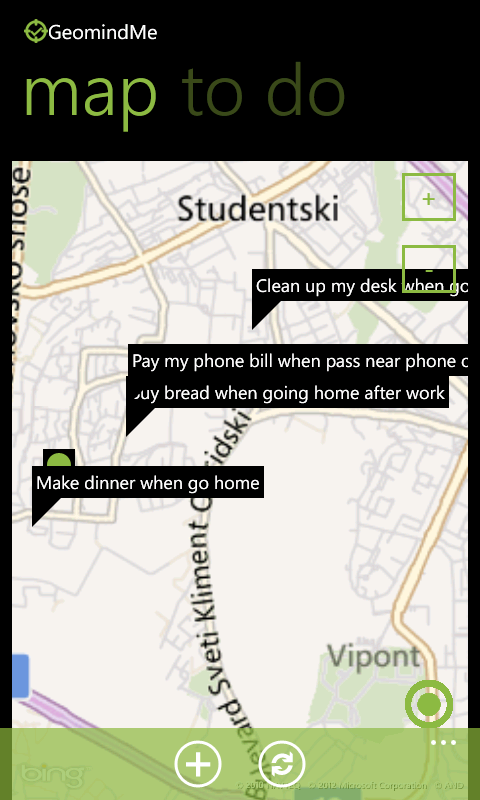 GeomindMe
map to do
Studentski
+
-
Clean up my desk when go
Pay my phone bill when pass near phone
buy bread when going home after work
Make dinner when go home
Sveti Kliment
Vipont
...
bing
© 2012 Microsoft Corporation © AND